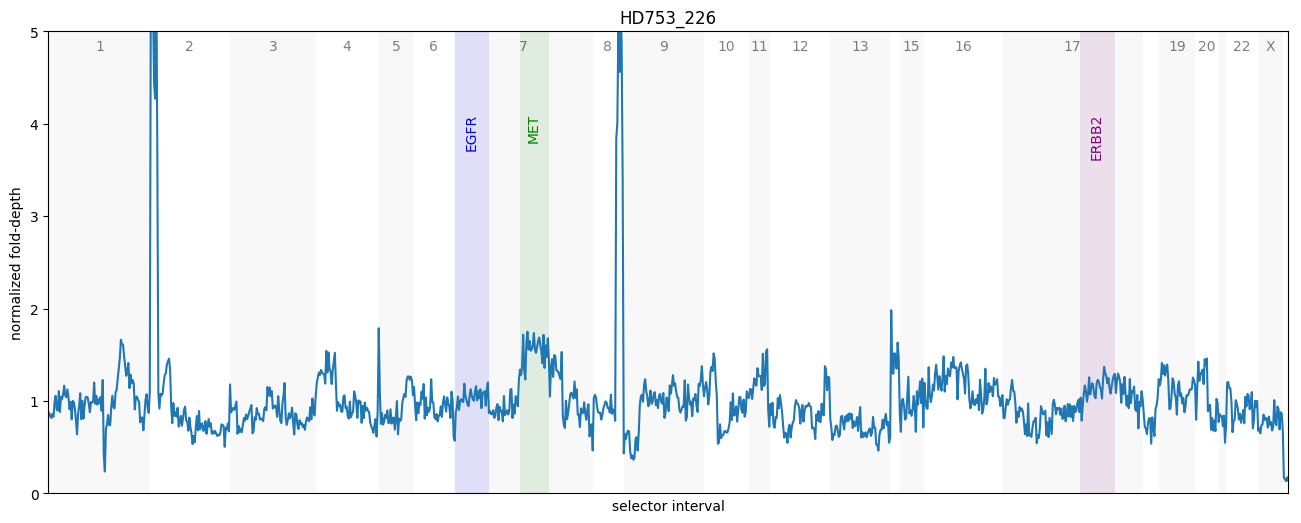 HD753_226
1 2 3 4 5 6 7 8 9 10 11 12 13 15 16 17 19 20 22 X
EGFR
MET
ERBB2
normalized fold-depth
5
4
3
2
1
0
selector interval